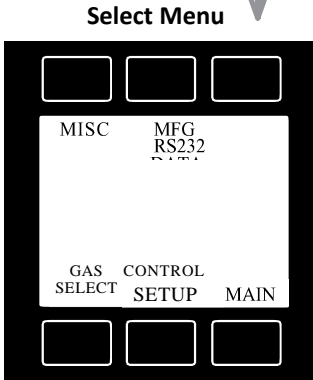 Select Menu
MISC MFG
RS232
GAS CONTROL
SELECT SETUP MAIN